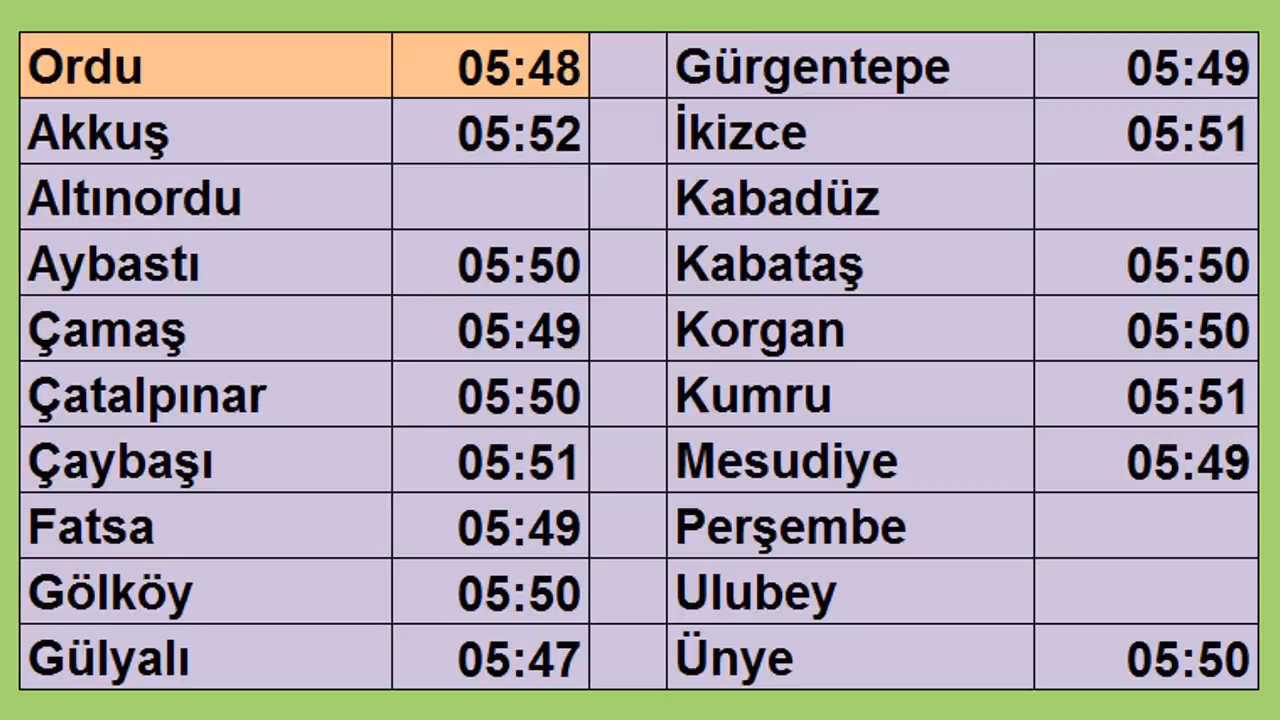 Ordu 05:48 Gürgentepe 05:49
Akkuş 05:52 İkizce 05:51
Altınordu Kabadüz
Aybastı 05:50 Kabataş 05:50
Çamaş 05:49 Korgan 05:50
Çatalpınar 05:50 Kumru 05:51
Çaybaşı 05:51 Mesudiye 05:49
Fatsa 05:49 Perşembe
Gölköy 05:50 Ulubey
Gülyalı 05:47 Ünye 05:50